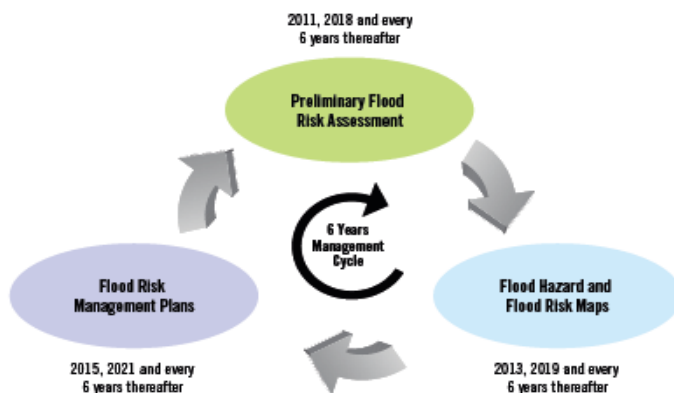 2011, 2018 and every
6 years thereafter
Preliminary Flood
Risk Assessment
6 Years
Management
Cycle
Flood Risk
Management Plans
Flood Hazard and
Flood Risk Maps
2015, 2021 and every
6 years thereafter
2013, 2019 and every
6 years thereafter